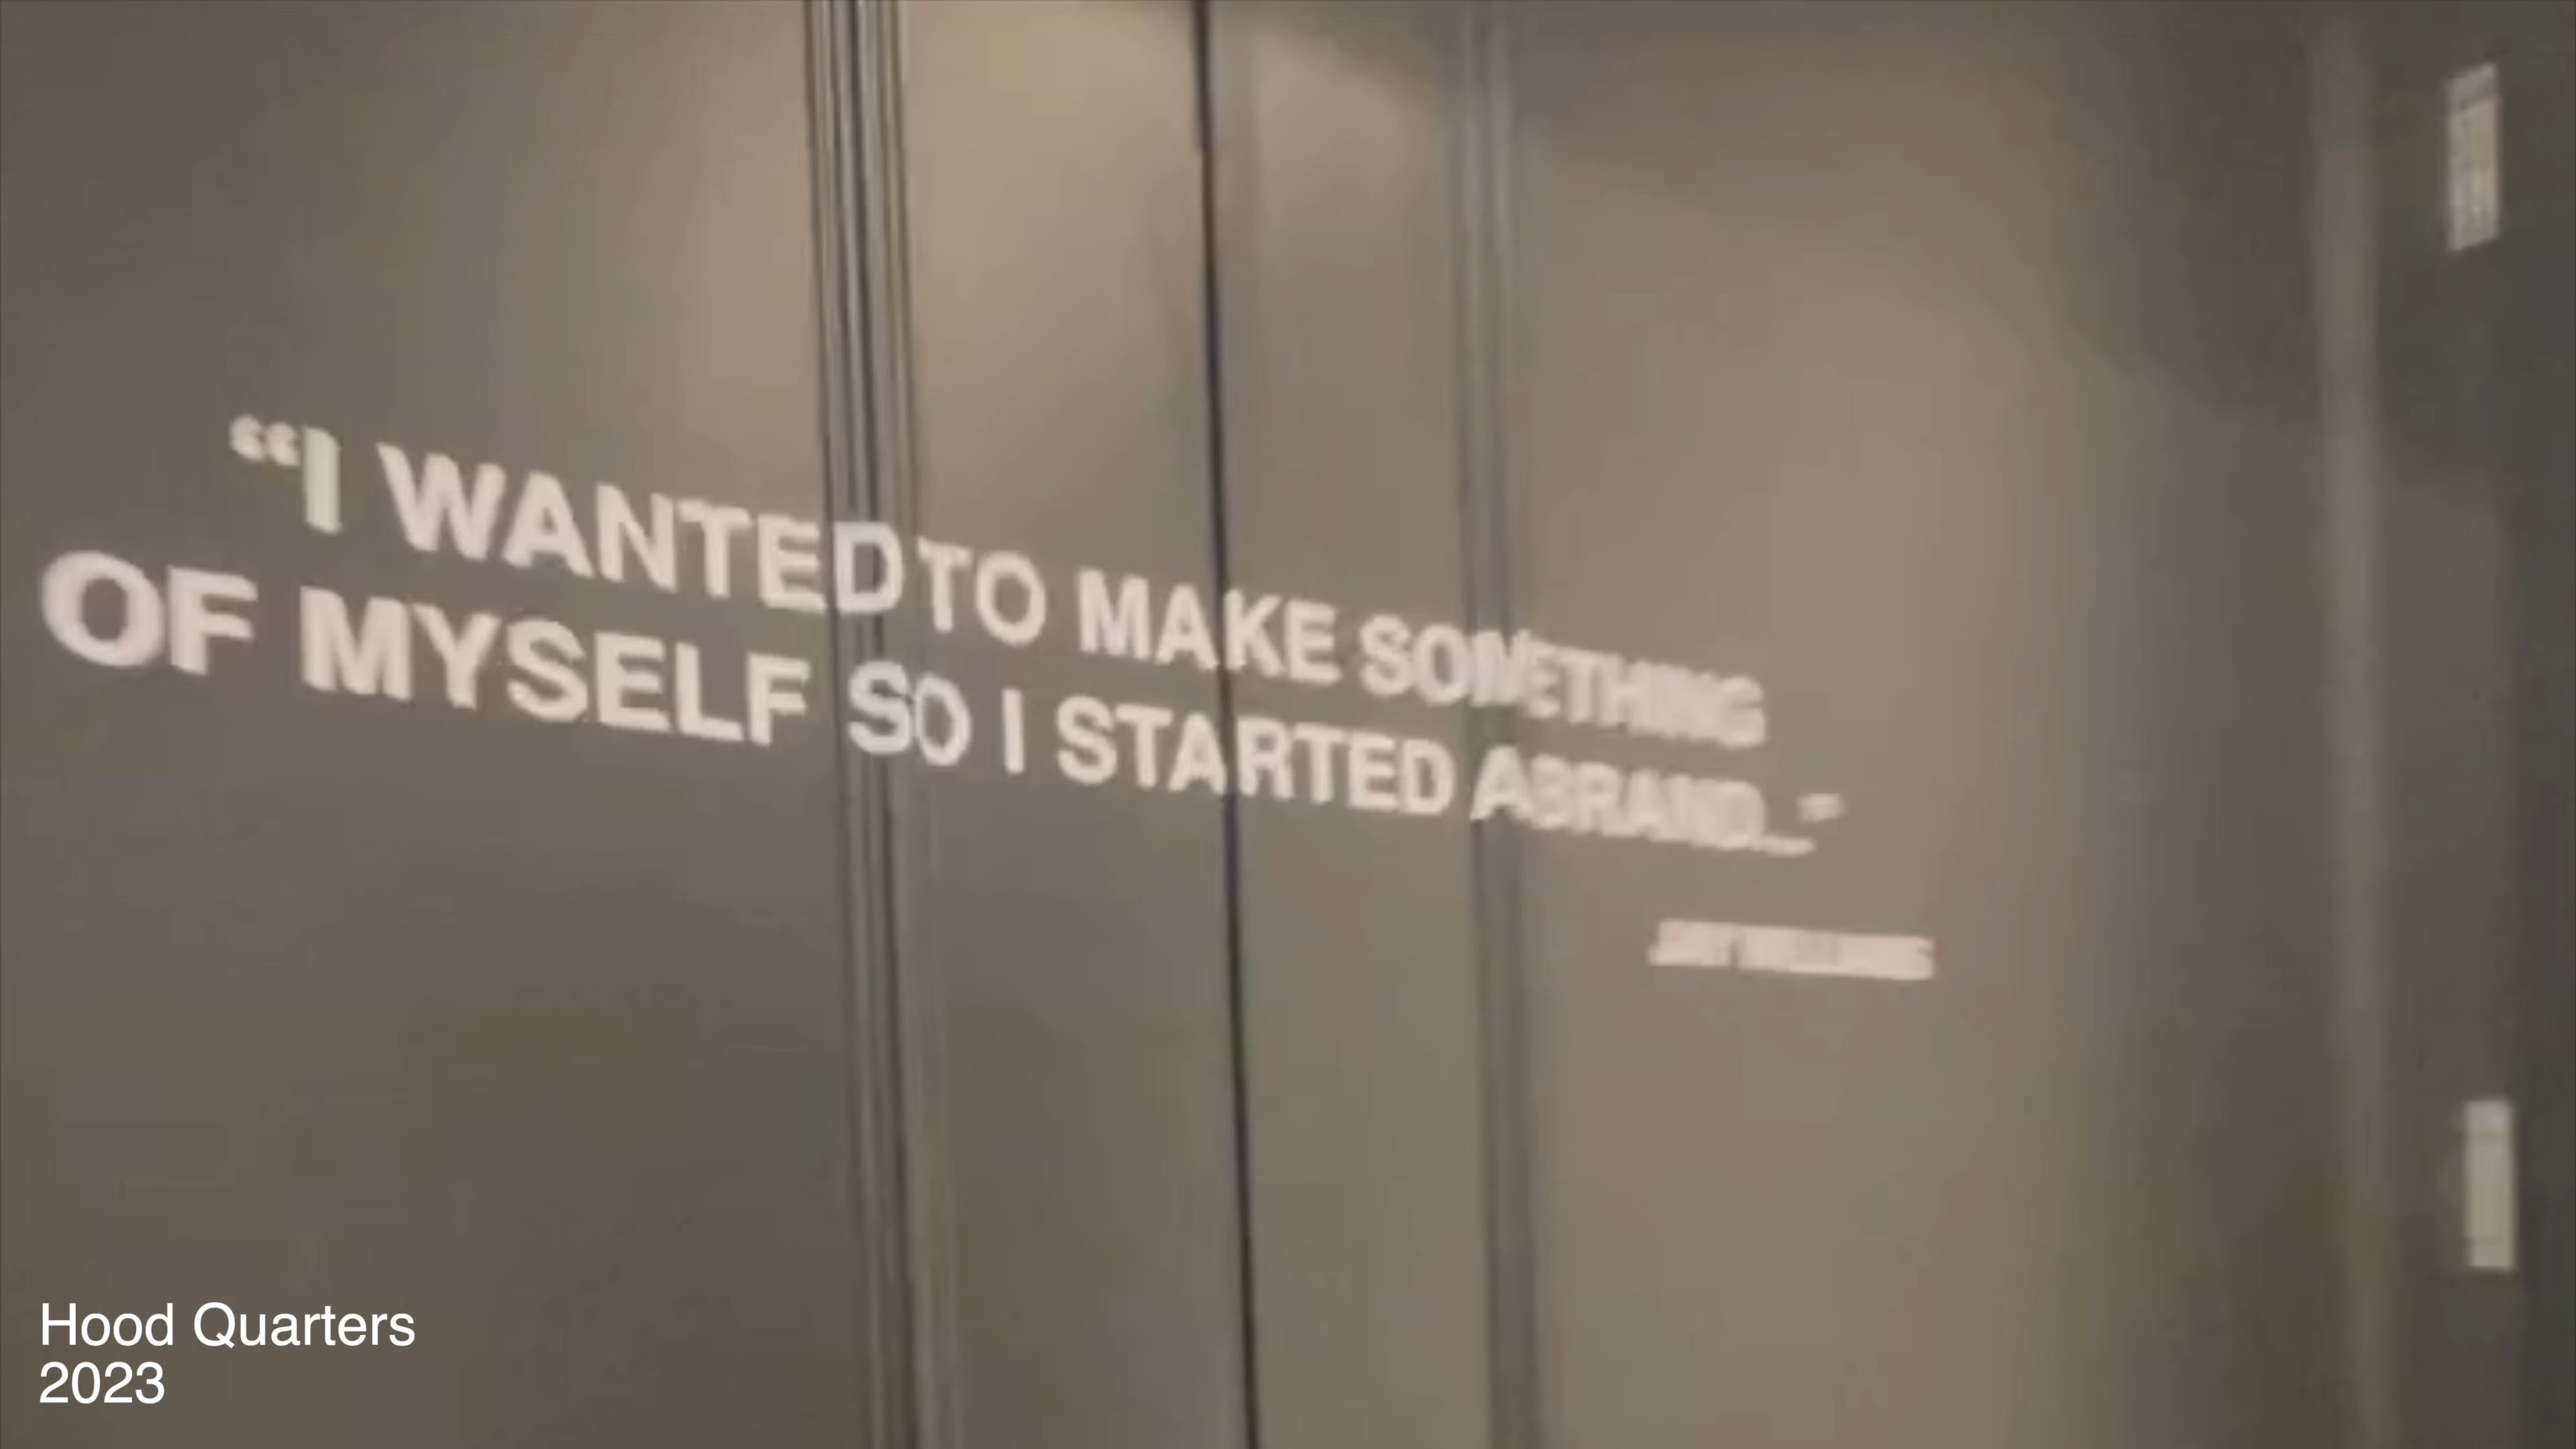 “I WANTED TO MAKE SOMETHING
OF MYSELF SO I STARTED A BRAND...”
Hood Quarters
2023